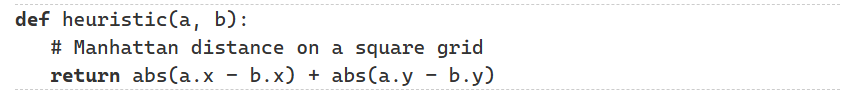 def heuristic(a, b):
   # Manhattan distance on a square grid
   return abs(a.x - b.x) + abs(a.y - b.y)